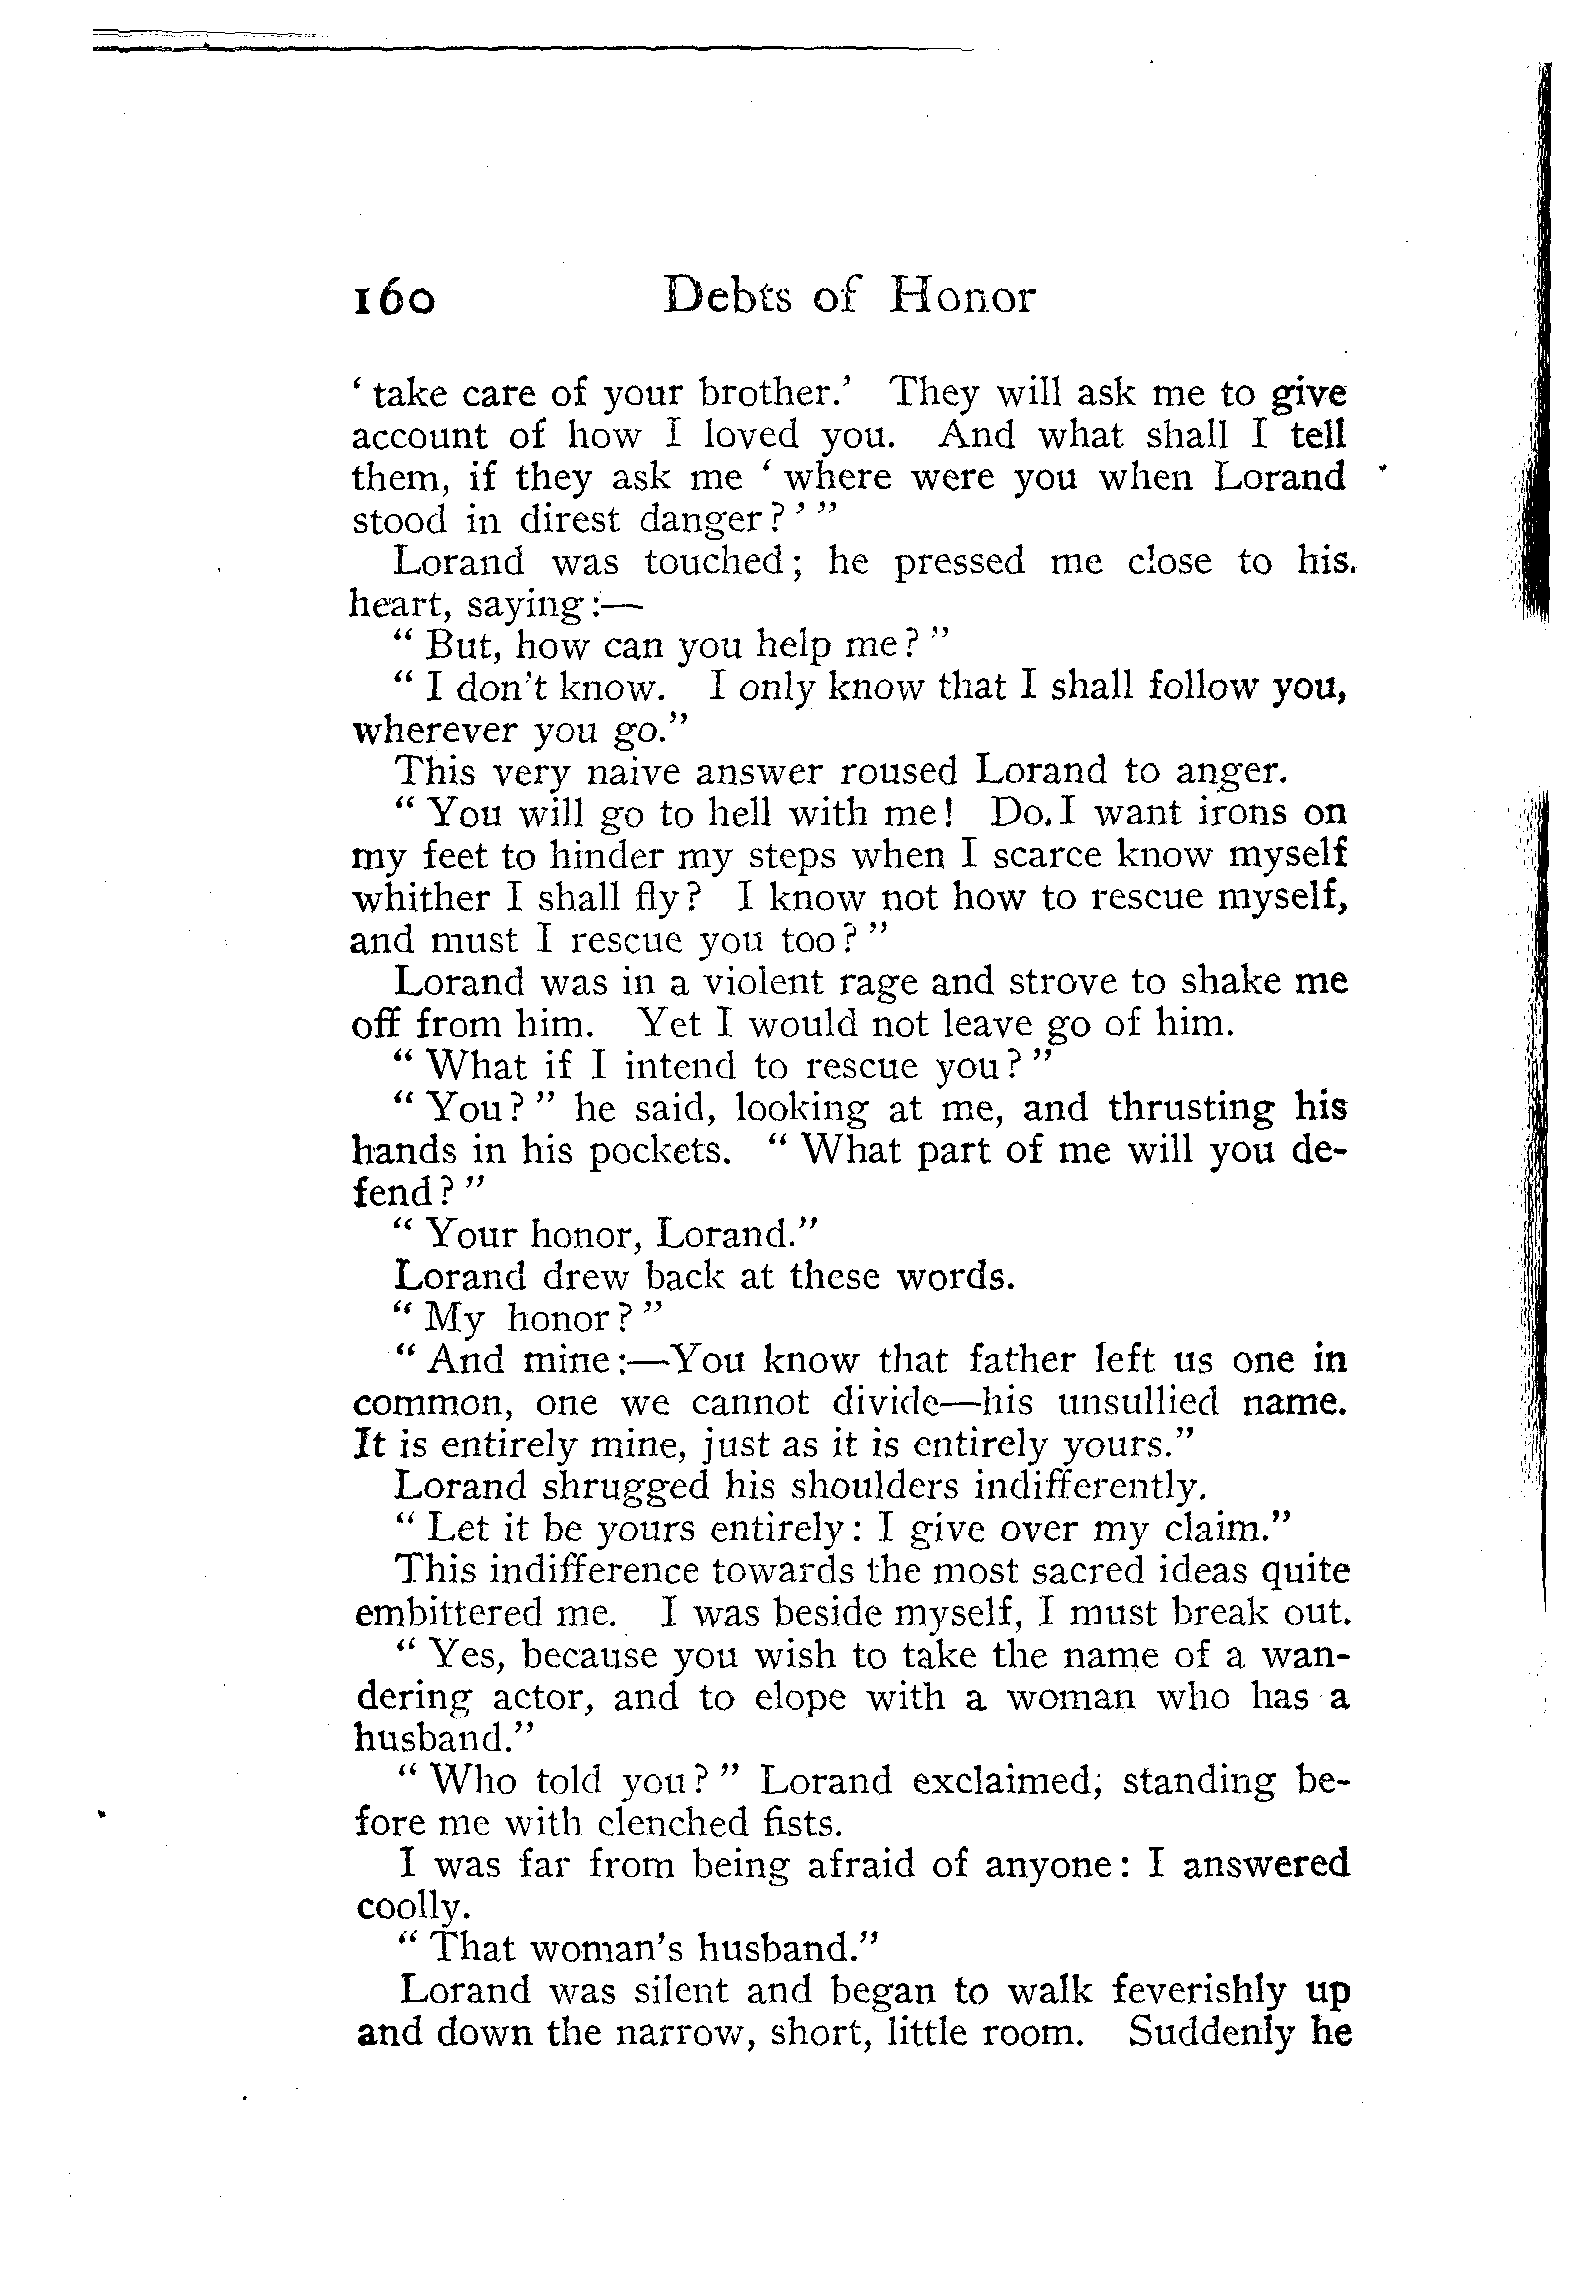 160 Debts of Honor
‘ take care of your brother.’ They will ask me to give
account of how I loved you. And what shall I tell
them, if they ask me ‘ where were you when Lorand
stood in direst danger? ’ ”
Lorand was touched; he pressed me close to his.
heart, saying:—
“ But, how can you help me? ”
“ I don’t know. I only know that I shall follow you,
wherever you go.”
This very naive answer roused Lorand to anger.
“ You will go to hell with me! Do. I want irons on
my feet to hinder my steps when I scarce know myself
whither I shall fly? I know not how to rescue myself,
and must I rescue you too? ”
Lorand was in a violent rage and strove to shake me
off from him. Yet I would not leave go of him.
“ What if I intend to rescue you? ”
“ You? ” he said, looking at me, and thrusting his
hands in his pockets. “ What part of me will you de-
fend? ”
“ Your honor, Lorand.”
Lorand drew back at these words.
“ My honor? ”
“ And mine:—You know that father left us one in
common, one we cannot divide—his unsullied name.
It is entirely mine, just as it is entirely yours.”
Lorand shrugged his shoulders indifferently.
“ Let it be yours entirely: I give over my claim.”
This indifference towards the most sacred ideas quite
embittered me. I was beside myself, I must break out.
“ Yes, because you wish to take the name of a wan-
dering actor, and to elope with a woman who has a
husband.”
“ Who told you? ” Lorand exclaimed, standing be-
fore me with clenched fists.
I was far from being afraid of anyone: I answered
coolly.
“ That woman’s husband.”
Lorand was silent and began to walk feverishly up
and down the narrow, short, little room. Suddenly he